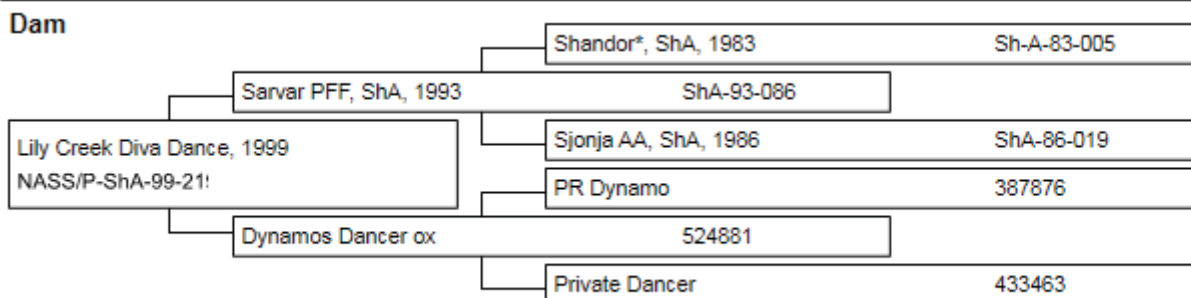 Dam
Shandor*, ShA, 1983 Sh-A-83-005
Sarvar PFF, ShA, 1993 ShA-93-086
Sjonja AA, ShA, 1986 ShA-86-019
Lily Creek Diva Dance, 1999
NASS/P-ShA-99-21
PR Dynamo 387876
Dynamos Dancer ox 524881
Private Dancer 433463